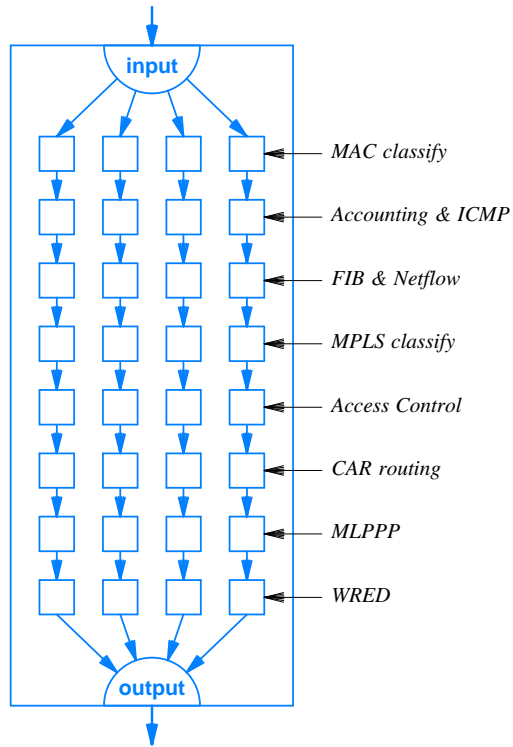 input
MAC classify
Accounting & ICMP
FIB & Netflow
MPLS classify
Access Control
CAR routing
MLPPP
WRED
output